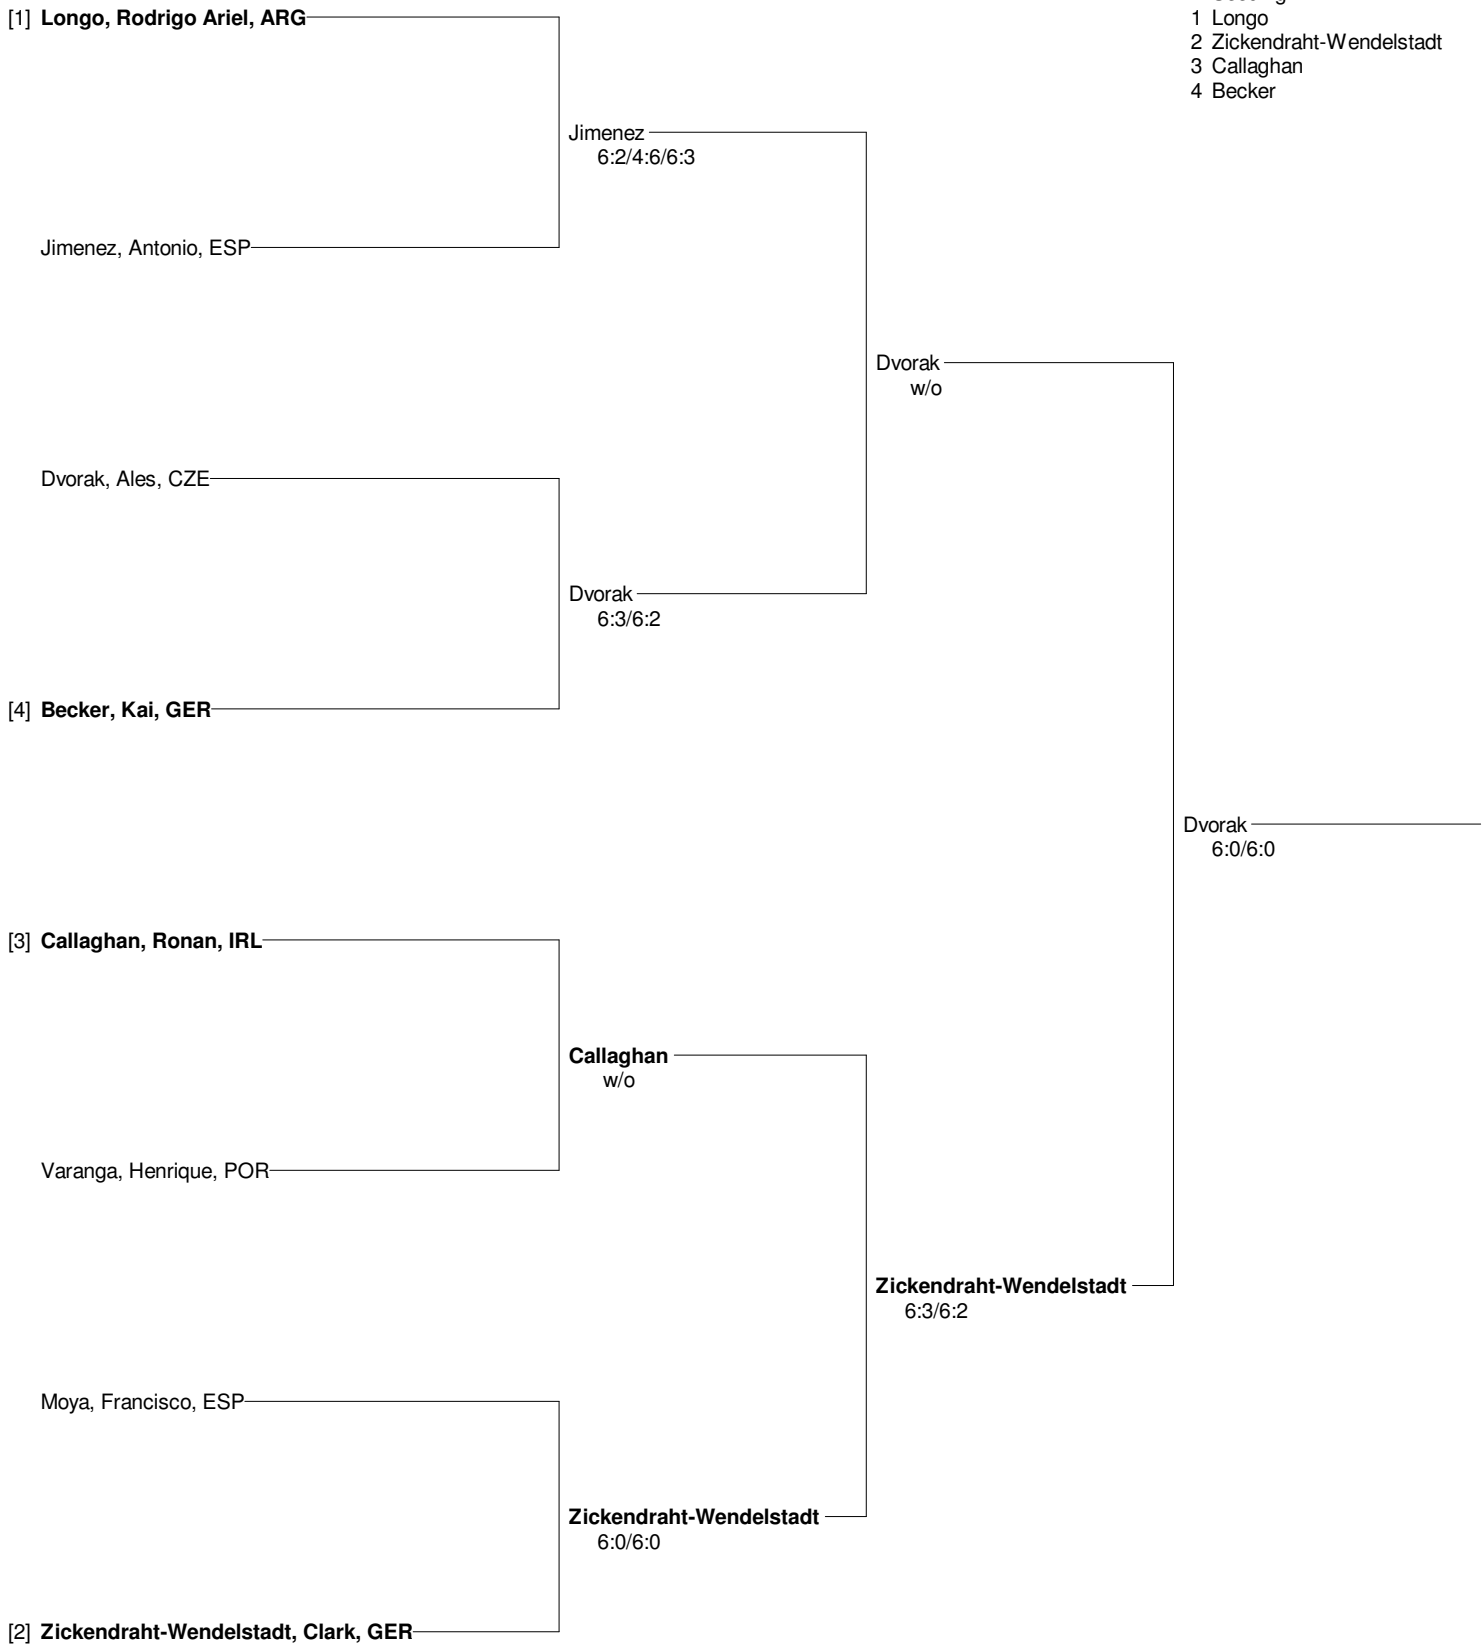 [1] Longo, Rodrigo Ariel, ARG
1 Longo
2 Zickendraht-Wendelstadt
3 Callaghan
4 Becker
Jimenez
6:2/4:6/6:3
Jimenez, Antonio, ESP
Dvorak
w/o
Dvorak, Ales, CZE
Dvorak
6:3/6:2
[4] Becker, Kai, GER
Dvorak
6:0/6:0
[3] Callaghan, Ronan, IRL
Callaghan
w/o
Varanga, Henrique, POR
Zickendraht-Wendelstadt
6:3/6:2
Moya, Francisco, ESP
Zickendraht-Wendelstadt
6:0/6:0
[2] Zickendraht-Wendelstadt, Clark, GER